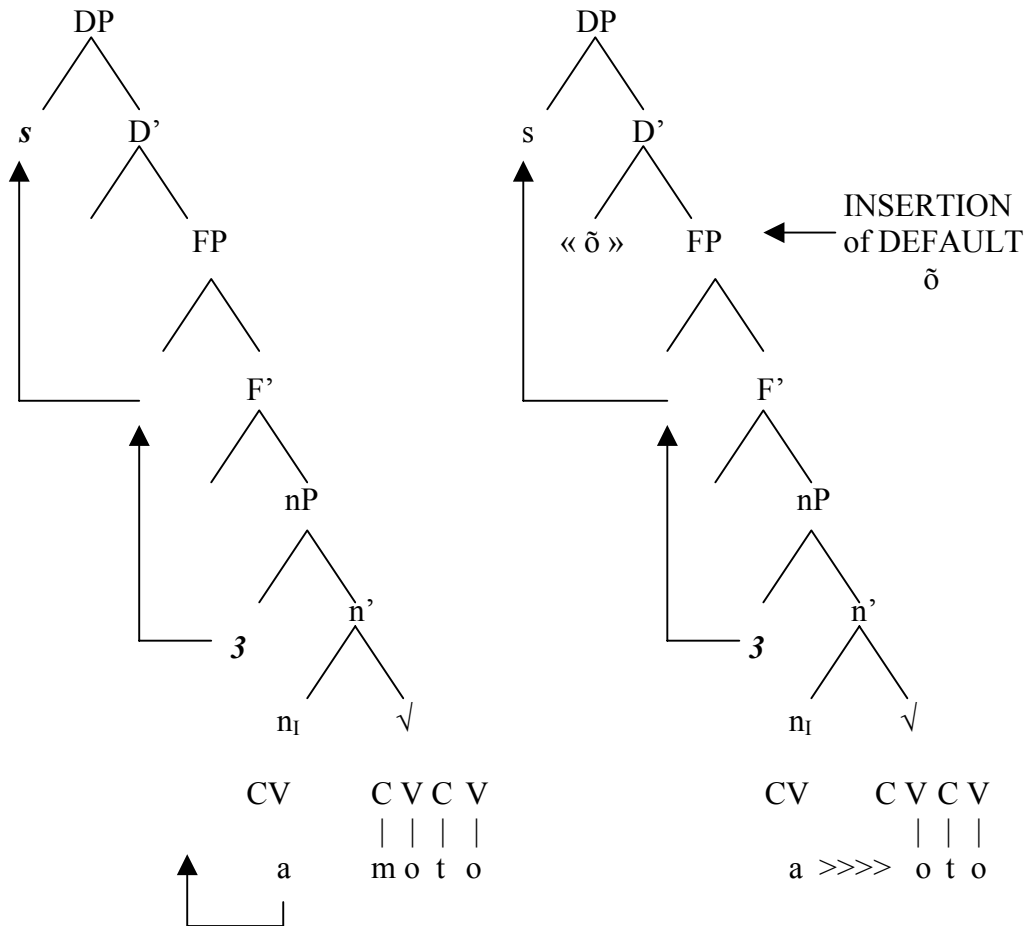 DP DP
s D’ s D’
FP « õ » FP INSERTION
of DEFAULT
õ
F’ F’
nP nP
n’ n’
3 3
nI √ nI √
CV C V C V CV C V C V
| | | | | | |
a m o t o a >>>> o t o